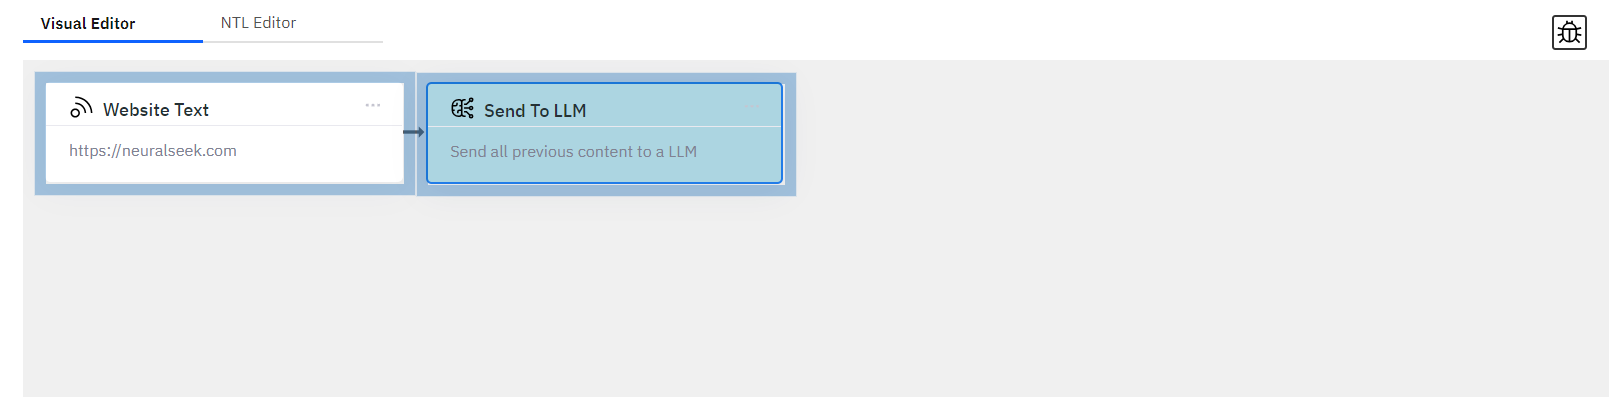 Visual Editor
NTL Editor
Website Text
https://neuralseek.com
Send To LLM
Send all previous content to a LLM